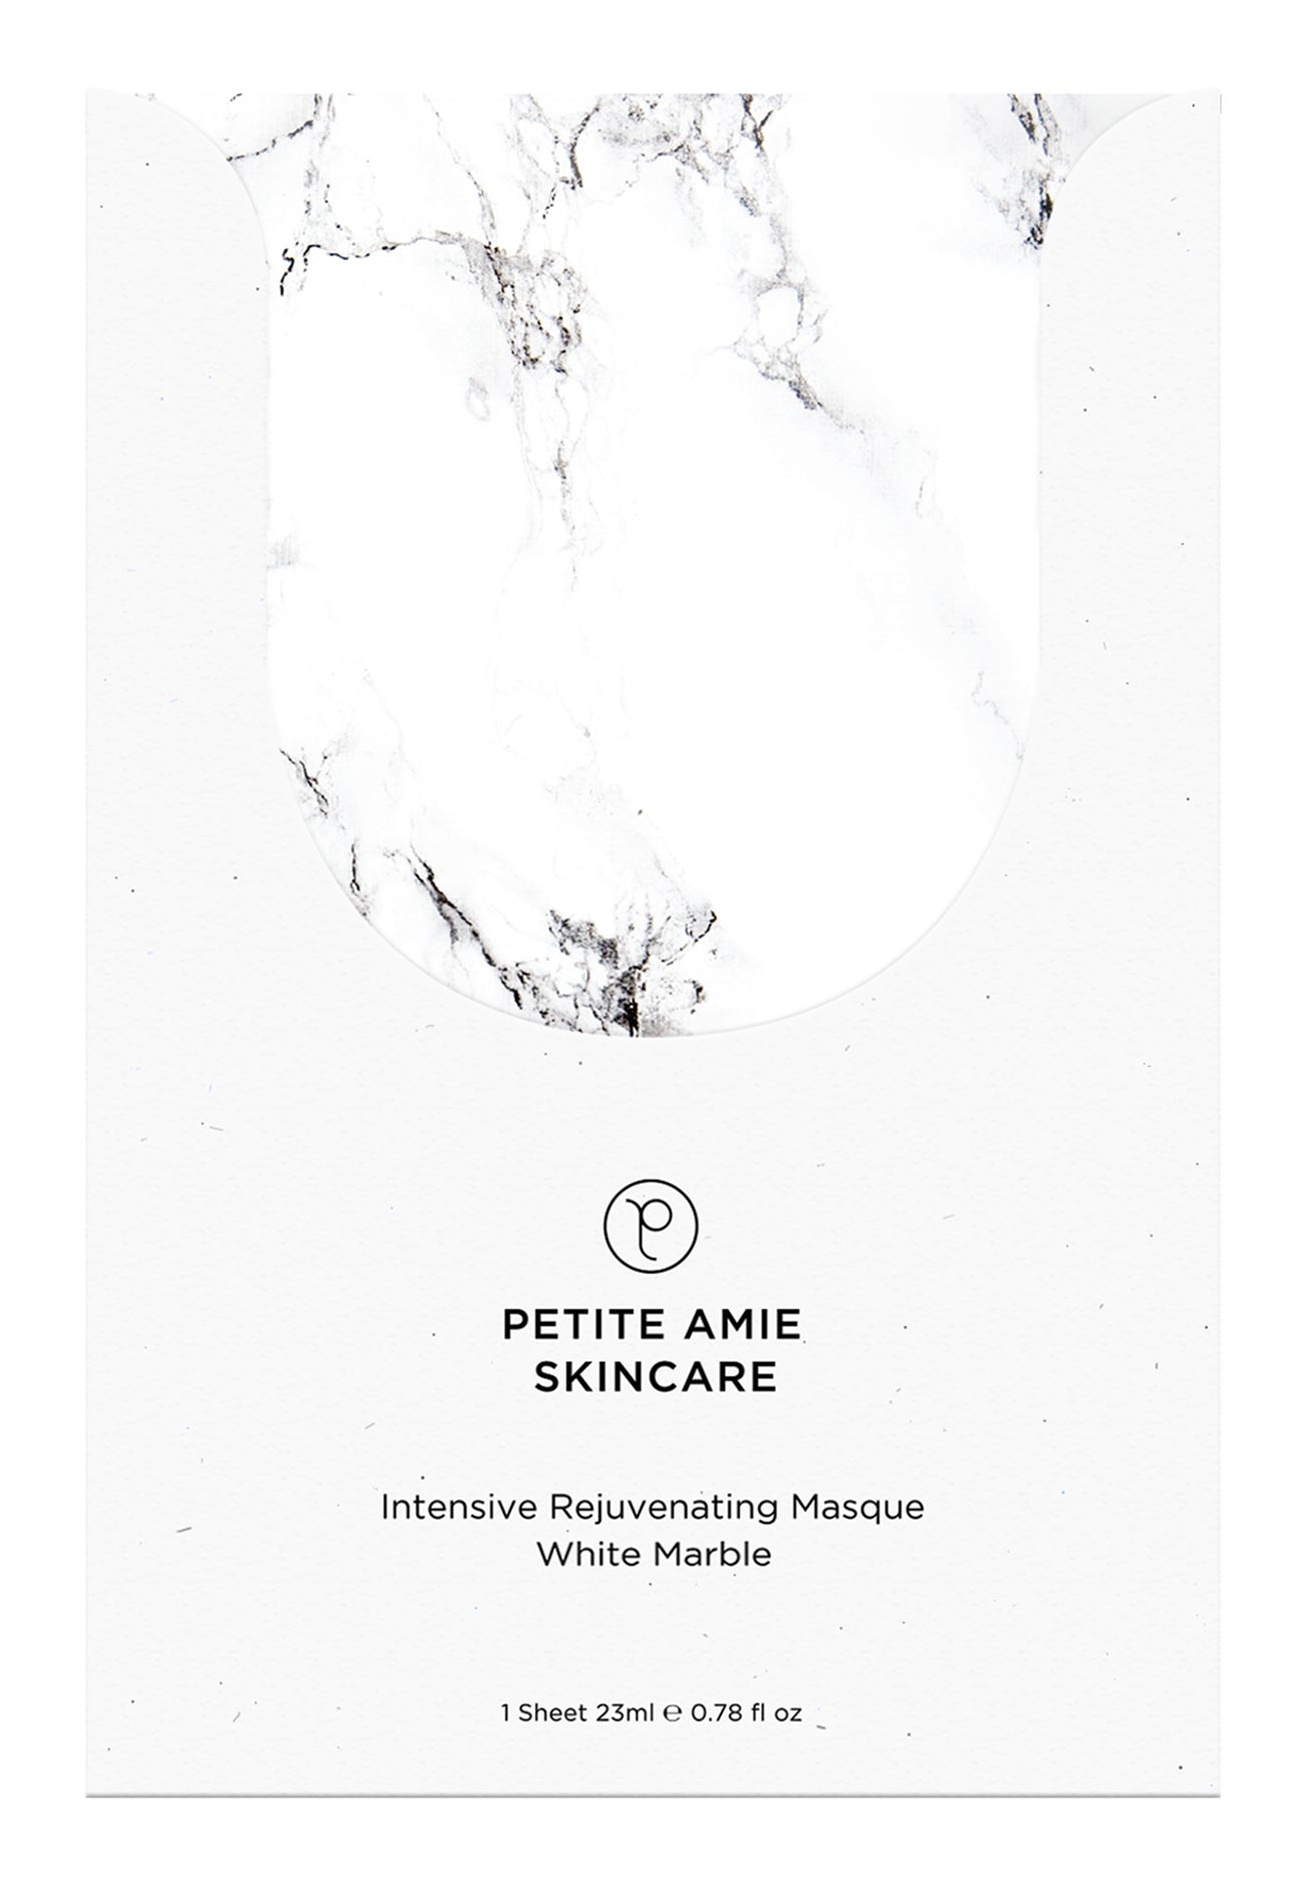 p
PETITE AMIE
SKINCARE
Intensive Rejuvenating Masque
White Marble
1 Sheet 23ml ℮ 0.78 fl oz